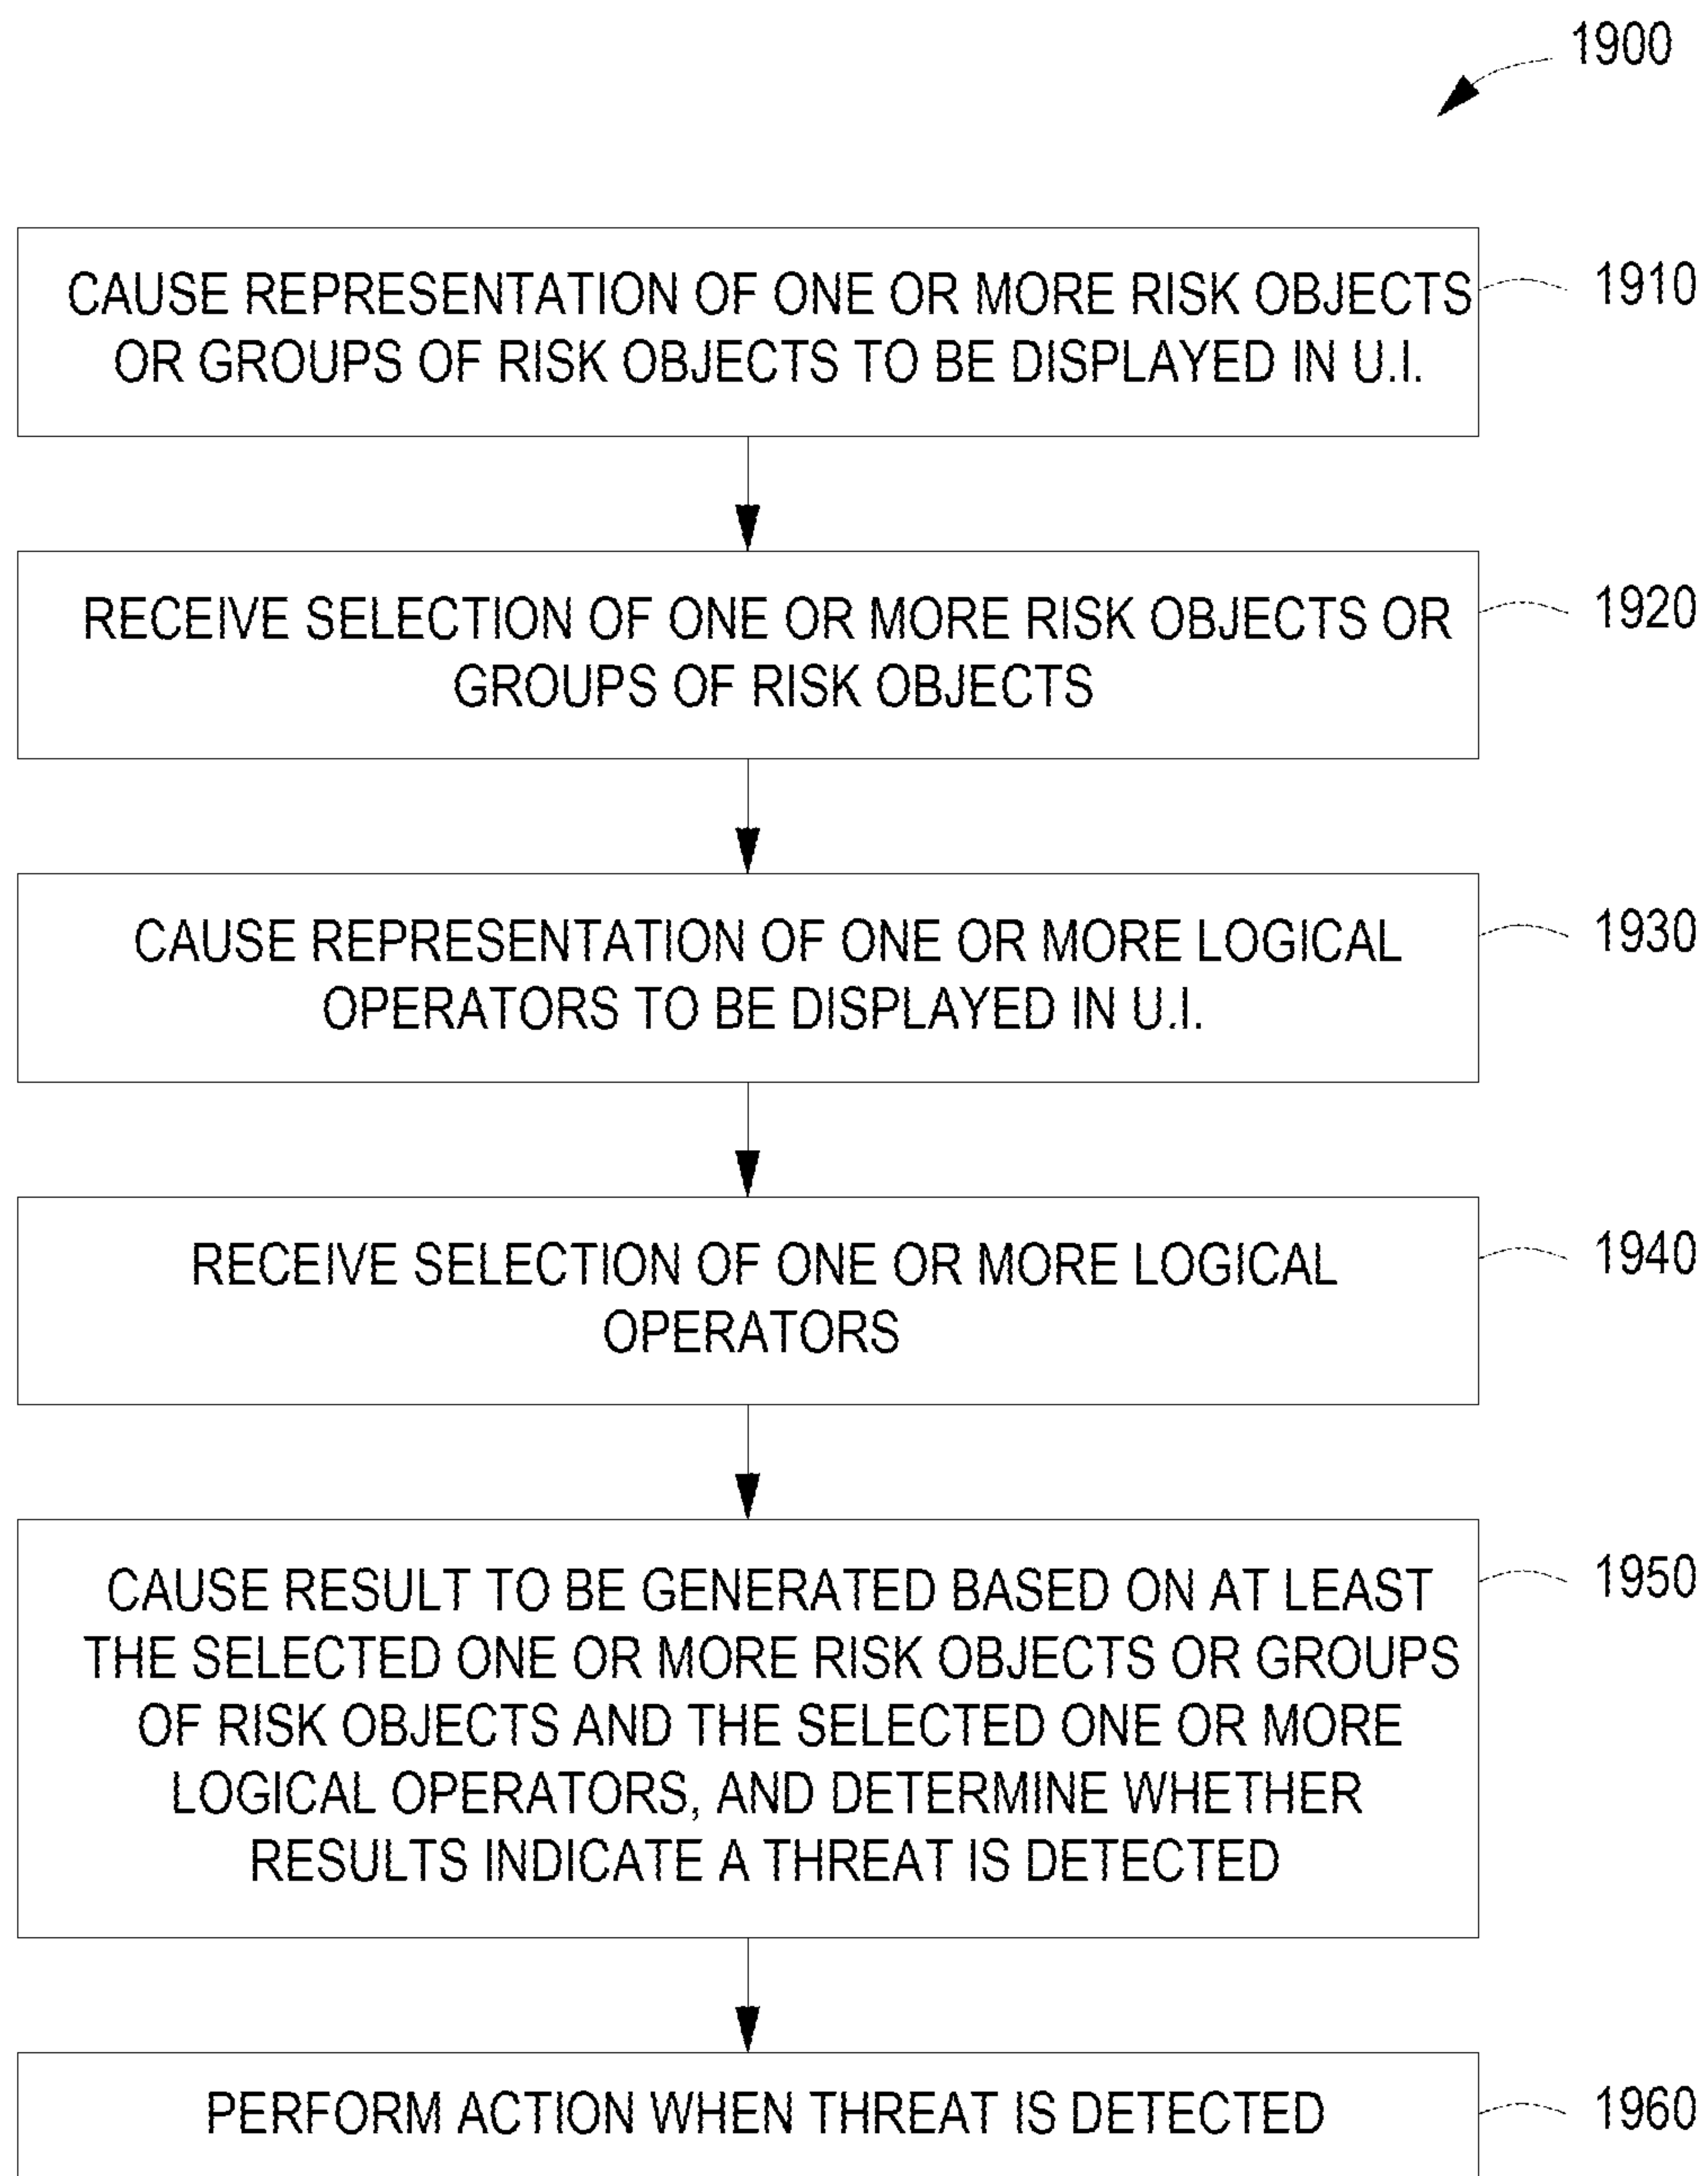 1900
CAUSE REPRESENTATION OF ONE OR MORE RISK OBJECTS
OR GROUPS OF RISK OBJECTS TO BE DISPLAYED IN U.I.
1910
RECEIVE SELECTION OF ONE OR MORE RISK OBJECTS OR
GROUPS OF RISK OBJECTS
1920
CAUSE REPRESENTATION OF ONE OR MORE LOGICAL
OPERATORS TO BE DISPLAYED IN U.I.
1930
RECEIVE SELECTION OF ONE OR MORE LOGICAL
OPERATORS
1940
CAUSE RESULT TO BE GENERATED BASED ON AT LEAST
THE SELECTED ONE OR MORE RISK OBJECTS OR GROUPS
OF RISK OBJECTS AND THE SELECTED ONE OR MORE
LOGICAL OPERATORS, AND DETERMINE WHETHER
RESULTS INDICATE A THREAT IS DETECTED
1950
PERFORM ACTION WHEN THREAT IS DETECTED
1960